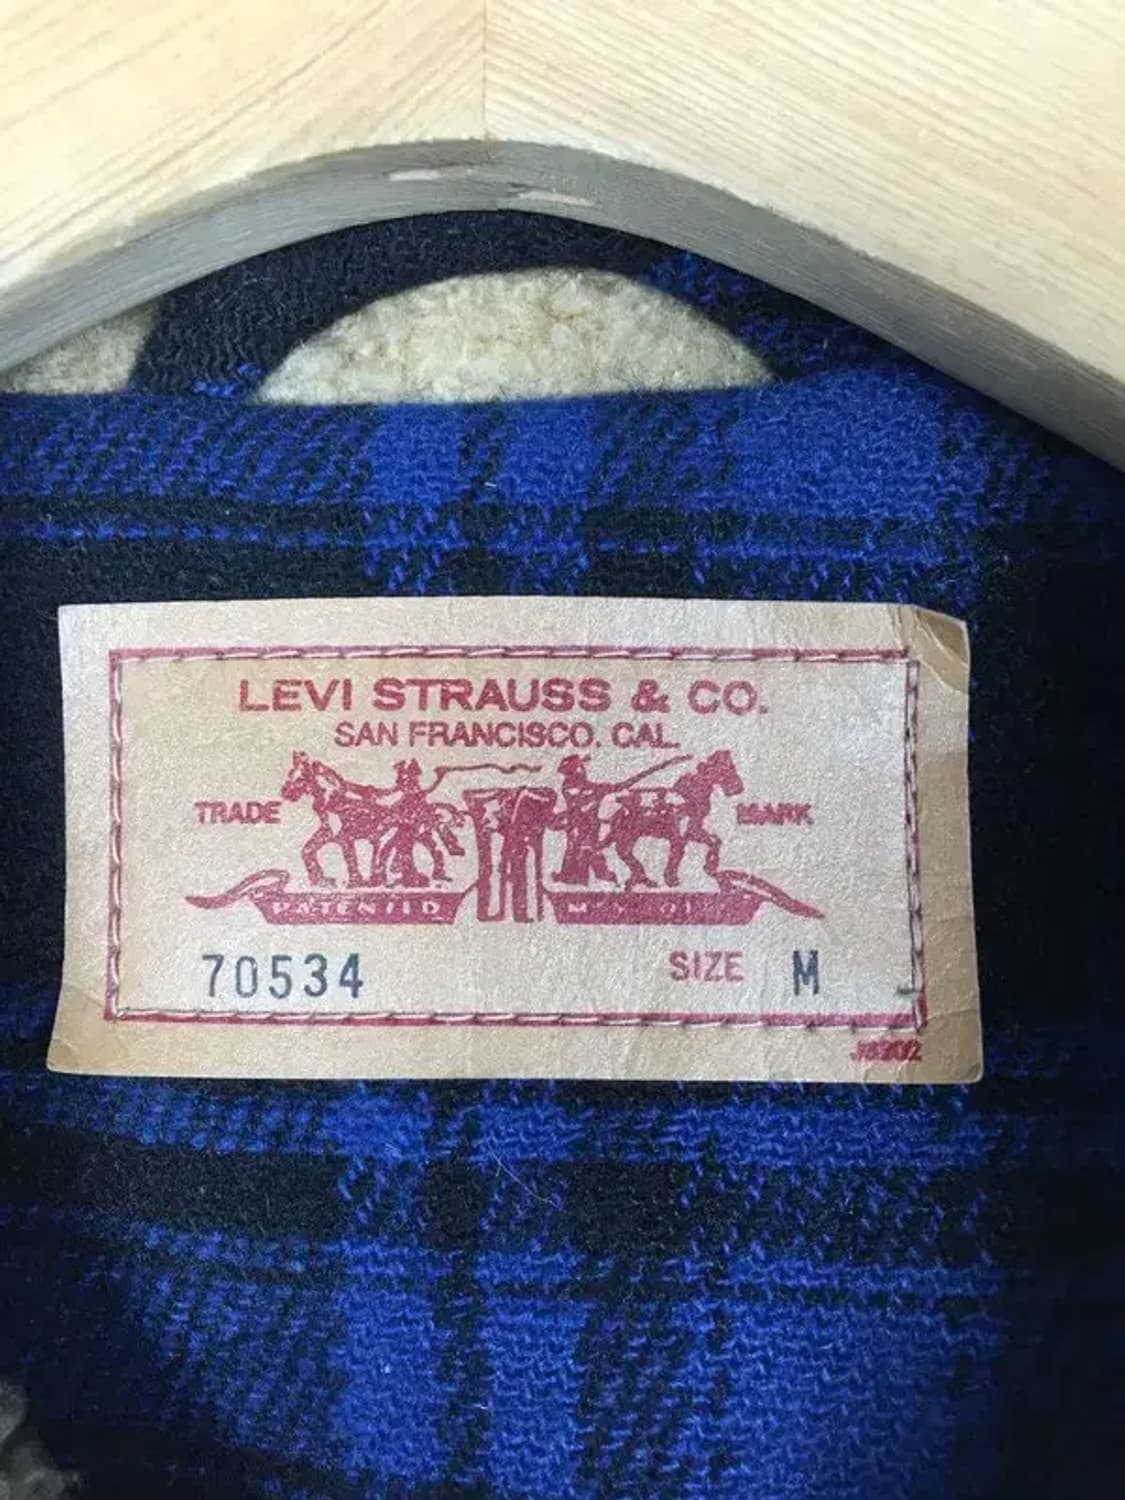 LEVI STRAUSS & CO.
SAN FRANCISCO. CAL.
TRADE MARK
PATENTED
70534 SIZE M